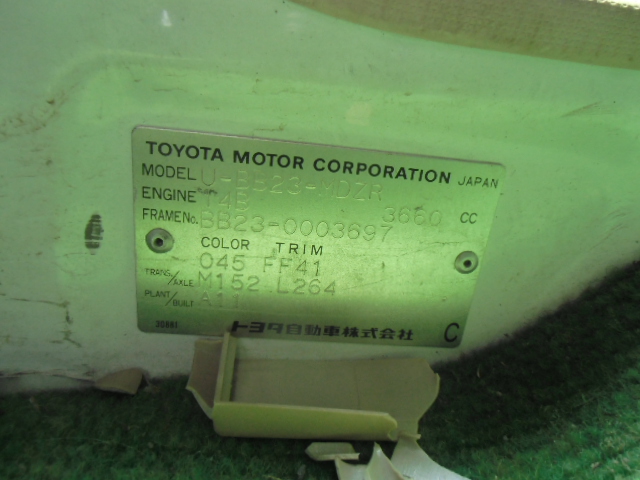 TOYOTA MOTOR CORPORATION JAPAN
MODEL U-BB23-MDZR
ENGINE 14B 3660 CC
FRAME No. BB23-0003697
COLOR TRIM
045 FF41
TRANS/AXLE M152 L264
PLANT/BUILT A11
トヨタ自動車株式会社 C